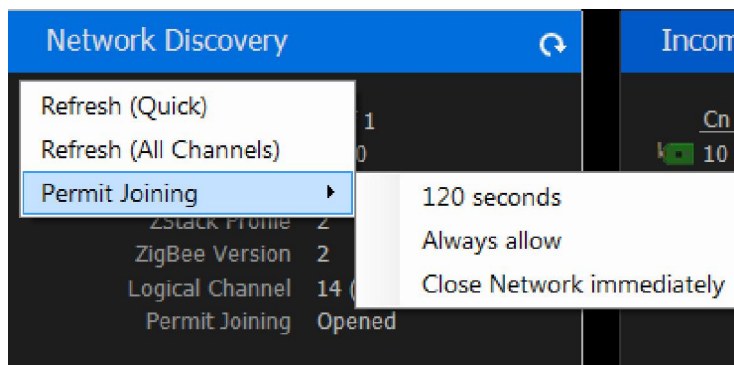 Network Discovery
Incom
Refresh (Quick)
1
Cn
Refresh (All Channels)
0
10
Permit Joining
120 seconds
ZStack Profile 2
Always allow
ZigBee Version 2
Logical Channel 14 (
Close Network immediately
Permit Joining Opened